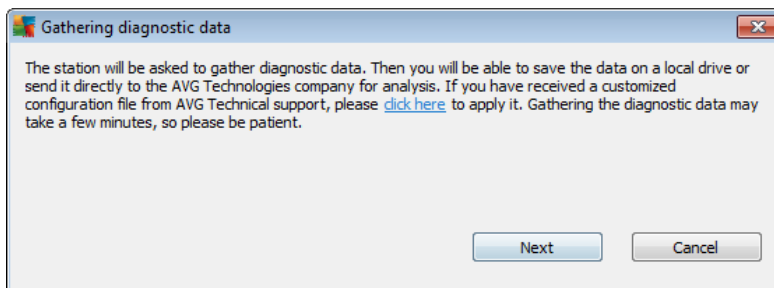 Gathering diagnostic data
The station will be asked to gather diagnostic data. Then you will be able to save the data on a local drive or
send it directly to the AVG Technologies company for analysis. If you have received a customized
configuration file from AVG Technical support, please click here to apply it. Gathering the diagnostic data may
take a few minutes, so please be patient.
Next Cancel